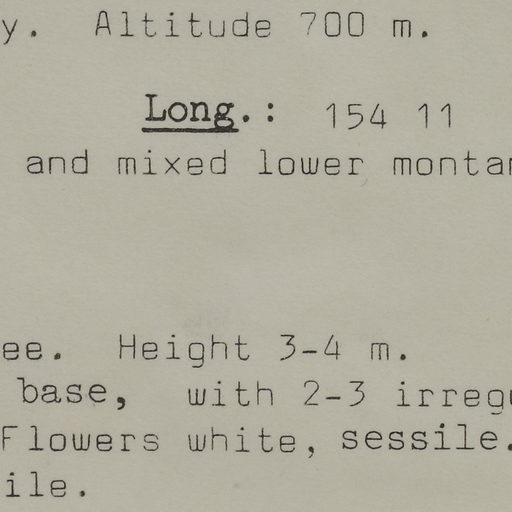 y. Altitude 700 m.
Long.: 154 11
and mixed lower montan
ee. Height 3-4 m.
base, with 2-3 irregu
Flowers white, sessile.
ile.